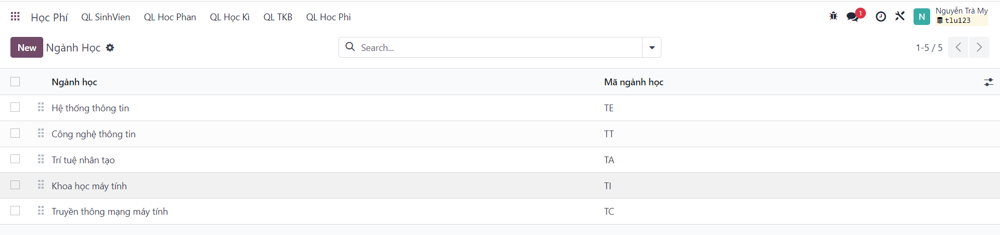 Học Phí QL SinhVien QL Hoc Phan QL Học Kì QL TKB QL Hoc Phi 1 N Nguyễn Trà My
tlu123
New Ngành Học Search... 1-5 / 5
Ngành học Mã ngành học
Hệ thống thông tin TE
Công nghệ thông tin TT
Trí tuệ nhân tạo TA
Khoa học máy tính TI
Truyền thông mạng máy tính TC